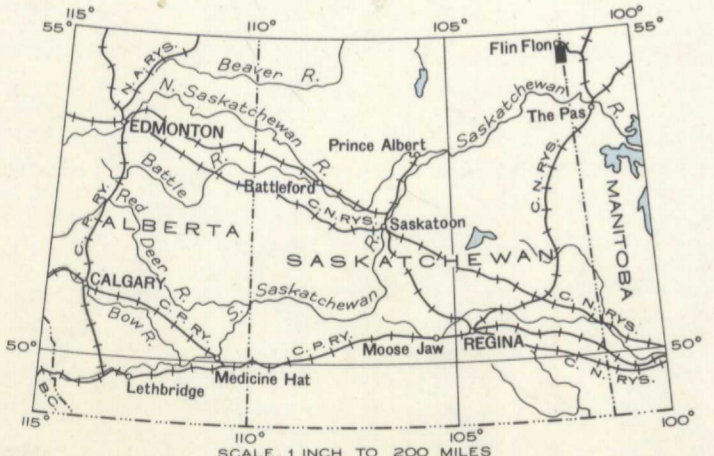 115° 110° 105° 100°
55° 55°
Flin Flon
N.A. RYS.
Beaver R.
N. Saskatchewan R.
Saskatchewan R.
The Pas
EDMONTON
Prince Albert
Battle R.
Battleford
C.N. RYS.
C.N. RYS.
MANITOBA
Saskatoon
Red Deer R.
C.P. RY.
ALBERTA
SASKATCHEWAN
CALGARY
S. Saskatchewan R.
Bow R.
C.P. RY.
C.N. RYS.
C.P. RY.
Moose Jaw
REGINA
50° 50°
C.N. RYS.
Lethbridge
Medicine Hat
B.C.
115° 110° 105° 100°
SCALE, 1 INCH TO 200 MILES